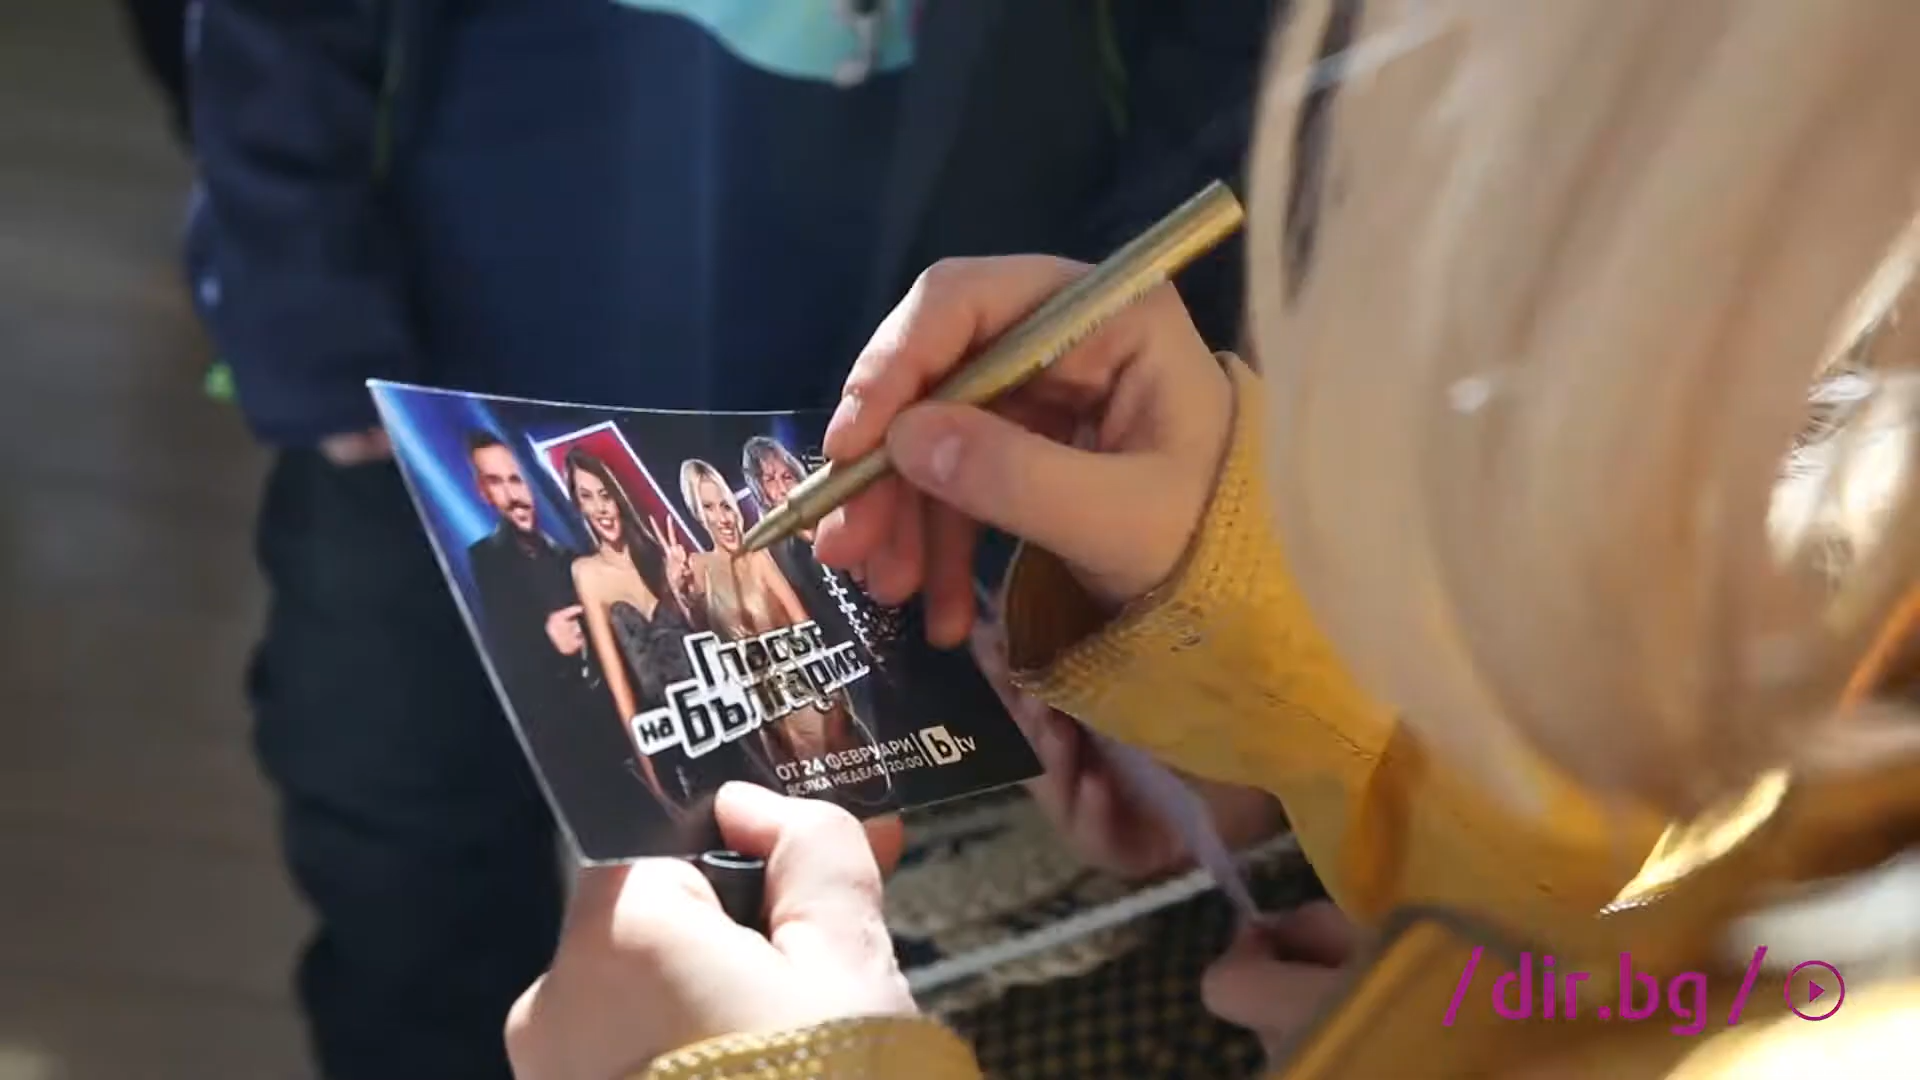 Гласът
на България
ОТ 24 ФЕВРУАРИ
ВСЯКА НЕДЕЛЯ 20:00
btv
/dir.bg/